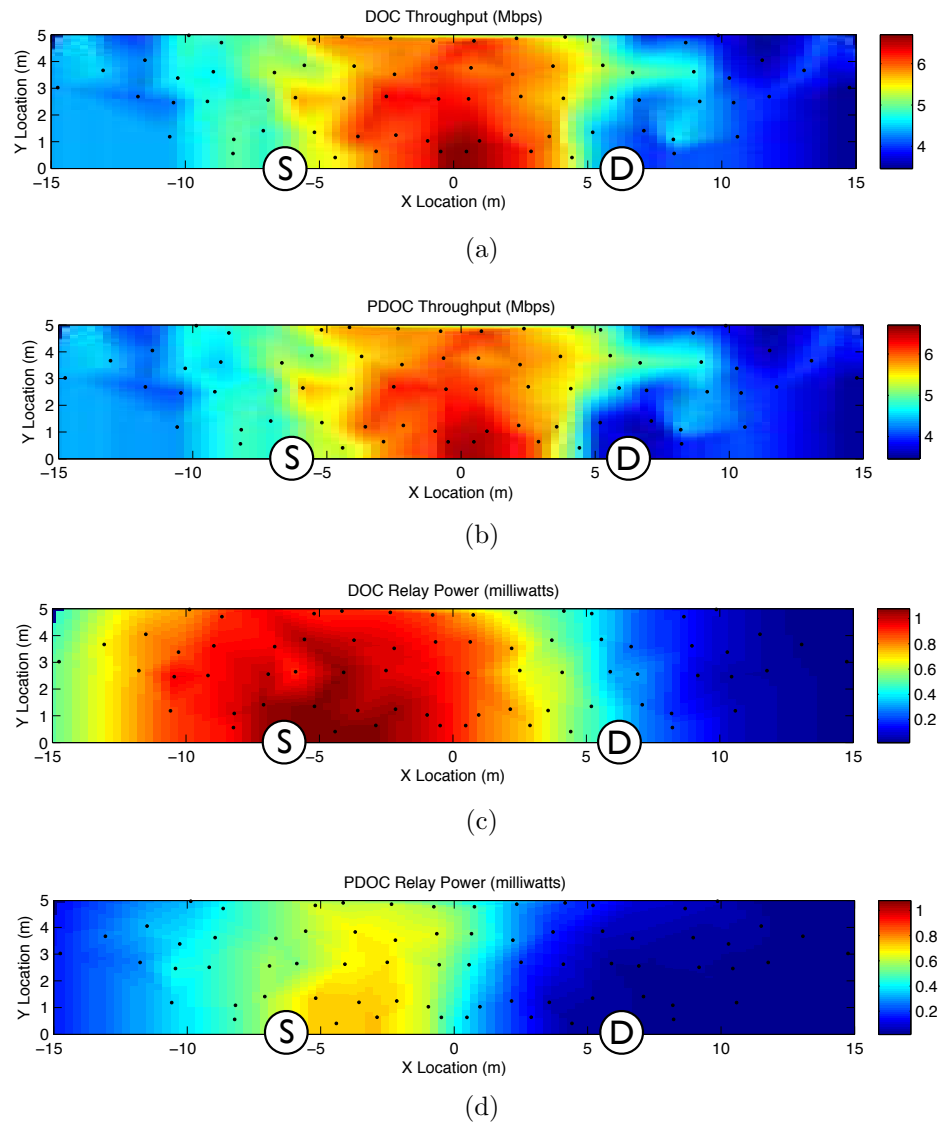 DOC Throughput (Mbps)
5
4
3
2
1
0
Y Location (m)
−15
−10
−5
0
5
10
15
X Location (m)
S
D
6
5
4
(a)
PDOC Throughput (Mbps)
5
4
3
2
1
0
Y Location (m)
−15
−10
−5
0
5
10
15
X Location (m)
S
D
6
5
4
(b)
DOC Relay Power (milliwatts)
5
4
3
2
1
0
Y Location (m)
−15
−10
−5
0
5
10
15
X Location (m)
S
D
1
0.8
0.6
0.4
0.2
(c)
PDOC Relay Power (milliwatts)
5
4
3
2
1
0
Y Location (m)
−15
−10
−5
0
5
10
15
X Location (m)
S
D
1
0.8
0.6
0.4
0.2
(d)